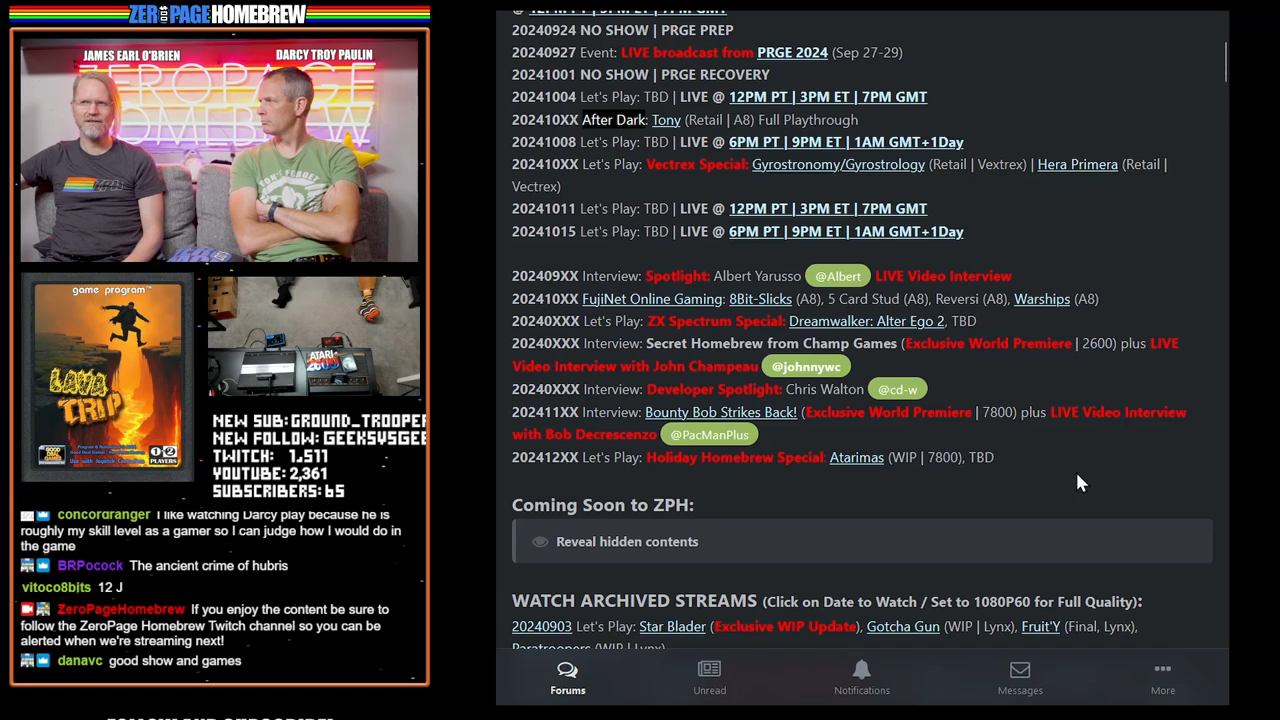 ZEROPAGE HOMEBREW
JAMES EARL O'BRIEN
DARCY TROY PAULIN
ZEROPAGE
HOMEBREW
game program™
LAVA
TRIP
1-2
PLAYERS
ATARI
2600
NEW SUB: GROUND_TROOPER
NEW FOLLOW: GEEKSYSGEE
TWITCH: 1,511
YOUTUBE: 2,361
SUBSCRIBERS: 65
concordranger I like watching Darcy play because he is
roughly my skill level as a gamer so I can judge how I would do in
the game
BRPocock The ancient crime of hubris
vitoco8bits 12 J
ZeroPageHomebrew If you enjoy the content be sure to
follow the ZeroPage Homebrew Twitch channel so you can be
alerted when we're streaming next!
danavc good show and games
20240924 NO SHOW | PRGE PREP
20240927 Event: LIVE broadcast from PRGE 2024 (Sep 27-29)
20241001 NO SHOW | PRGE RECOVERY
20241004 Let's Play: TBD | LIVE @ 12PM PT | 3PM ET | 7PM GMT
202410XX After Dark: Tony (Retail | A8) Full Playthrough
20241008 Let's Play: TBD | LIVE @ 6PM PT | 9PM ET | 1AM GMT+1Day
202410XX Let's Play: Vectrex Special: Gyrostronomy/Gyrostrology (Retail | Vextrex) | Hera Primera (Retail |
Vectrex)
20241011 Let's Play: TBD | LIVE @ 12PM PT | 3PM ET | 7PM GMT
20241015 Let's Play: TBD | LIVE @ 6PM PT | 9PM ET | 1AM GMT+1Day
202409XX Interview: Spotlight: Albert Yarusso @Albert LIVE Video Interview
202410XX FujiNet Online Gaming: 8Bit-Slicks (A8), 5 Card Stud (A8), Reversi (A8), Warships (A8)
20240XXX Let's Play: ZX Spectrum Special: Dreamwalker: Alter Ego 2, TBD
20240XXX Interview: Secret Homebrew from Champ Games (Exclusive World Premiere | 2600) plus LIVE
Video Interview with John Champeau @johnnywc
20240XXX Interview: Developer Spotlight: Chris Walton @cd-w
202411XX Interview: Bounty Bob Strikes Back! (Exclusive World Premiere | 7800) plus LIVE Video Interview
with Bob Decrescenzo @PacManPlus
202412XX Let's Play: Holiday Homebrew Special: Atarimas (WIP | 7800), TBD
Coming Soon to ZPH:
Reveal hidden contents
WATCH ARCHIVED STREAMS (Click on Date to Watch / Set to 1080P60 for Full Quality):
20240903 Let's Play: Star Blader (Exclusive WIP Update), Gotcha Gun (WIP | Lynx), Fruit'Y (Final, Lynx),
Paratroopers (WIP | Lynx)
Forums
Unread
Notifications
Messages
More